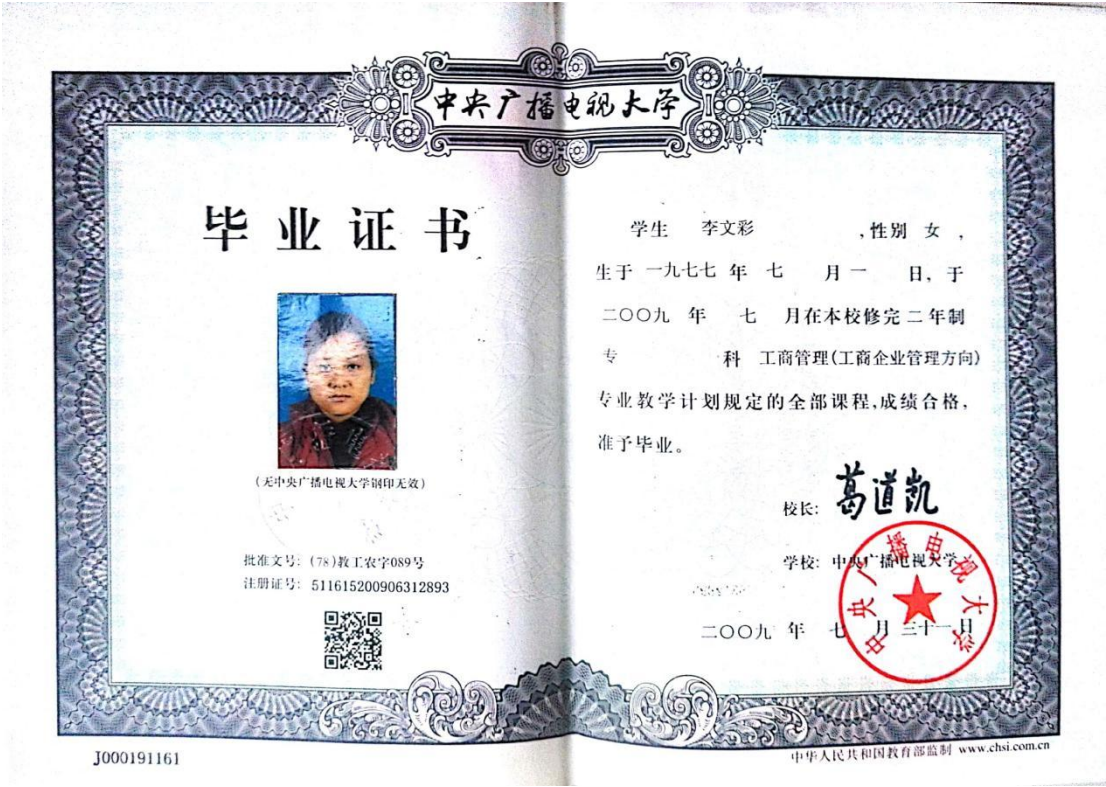 中央广播电视大学
毕业证书
(无中央广播电视大学钢印无效)
批准文号: (78)教工农字089号
注册证号: 511615200906312893
J000191161
学生 李文彩 ,性别 女 ,
生于 一九七七 年 七 月 一 日, 于
二〇〇九 年 七 月在本校修完 二 年制
专 科 工商管理(工商企业管理方向)
专业教学计划规定的全部课程,成绩合格,
准予毕业。
校长: 葛道凯
学校: 中央广播电视大学
二〇〇九 年 七 月 三十一 日
中央广播电视大学
中华人民共和国教育部监制 www.chsi.com.cn